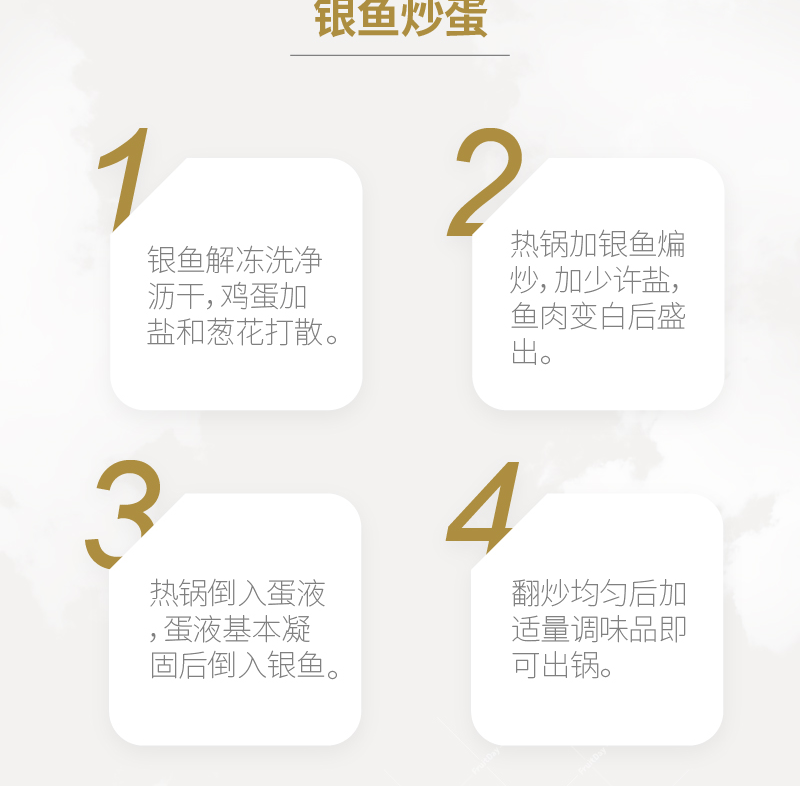 银鱼炒蛋
1
银鱼解冻洗净
沥干，鸡蛋加
盐和葱花打散。
2
热锅加银鱼煸
炒，加少许盐，
鱼肉变白后盛
出。
3
热锅倒入蛋液
，蛋液基本凝
固后倒入银鱼。
4
翻炒均匀后加
适量调味品即
可出锅。